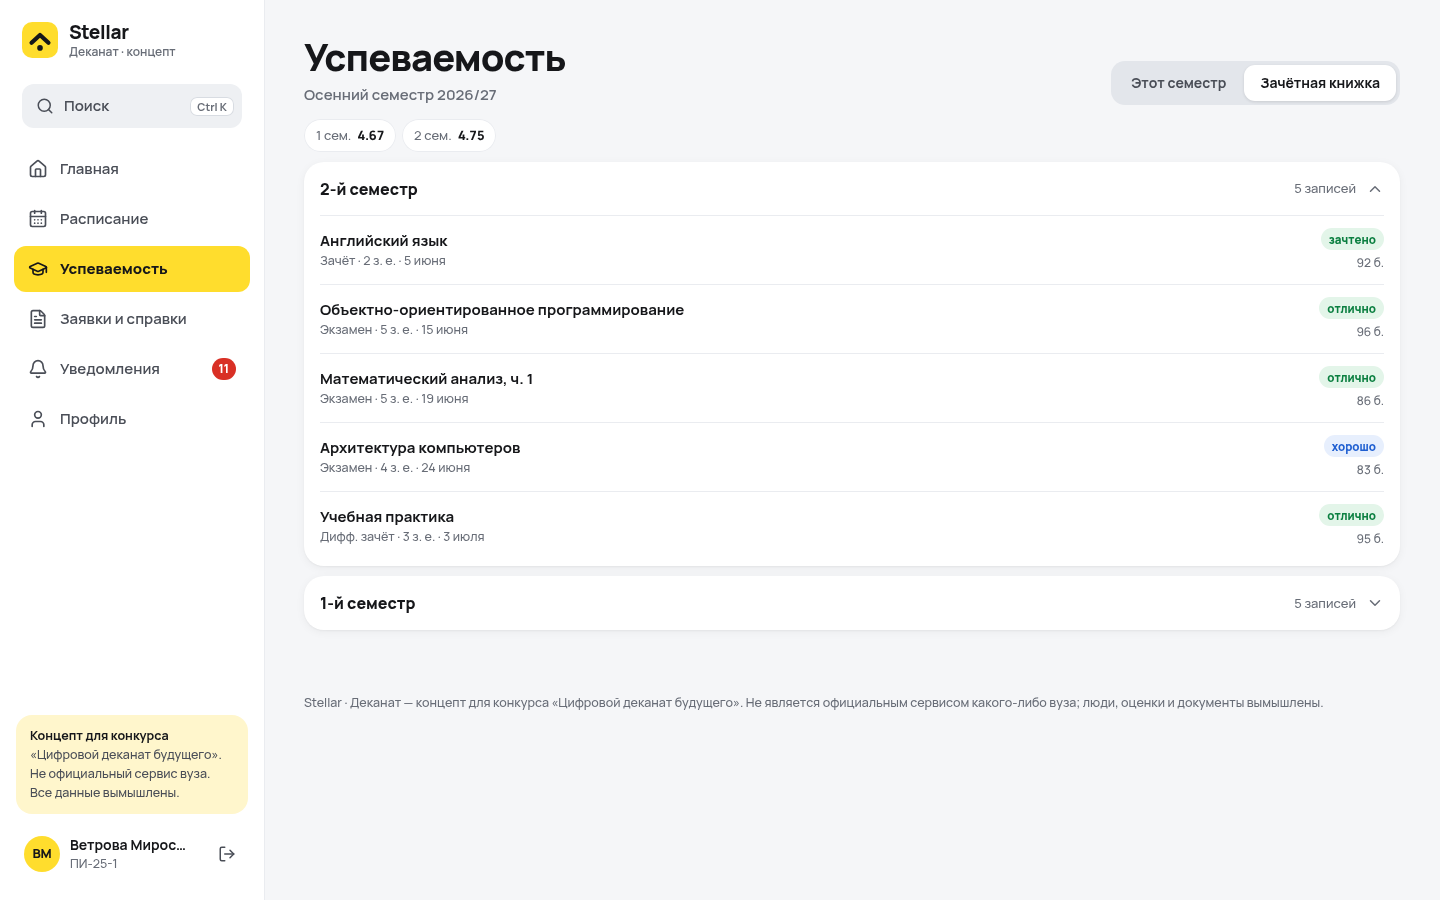 Stellar
Деканат · концепт
Поиск
Ctrl K
Главная
Расписание
Успеваемость
Заявки и справки
Уведомления
11
Профиль
Концепт для конкурса
«Цифровой деканат будущего».
Не официальный сервис вуза.
Все данные вымышлены.
ВМ
Ветрова Мирос...
ПИ-25-1
Успеваемость
Осенний семестр 2026/27
Этот семестр
Зачётная книжка
1 сем. 4.67
2 сем. 4.75
2-й семестр
5 записей
Английский язык
зачтено
Зачёт · 2 з. е. · 5 июня
92 б.
Объектно-ориентированное программирование
отлично
Экзамен · 5 з. е. · 15 июня
96 б.
Математический анализ, ч. 1
отлично
Экзамен · 5 з. е. · 19 июня
86 б.
Архитектура компьютеров
хорошо
Экзамен · 4 з. е. · 24 июня
83 б.
Учебная практика
отлично
Дифф. зачёт · 3 з. е. · 3 июля
95 б.
1-й семестр
5 записей
Stellar · Деканат — концепт для конкурса «Цифровой деканат будущего». Не является официальным сервисом какого-либо вуза; люди, оценки и документы вымышлены.